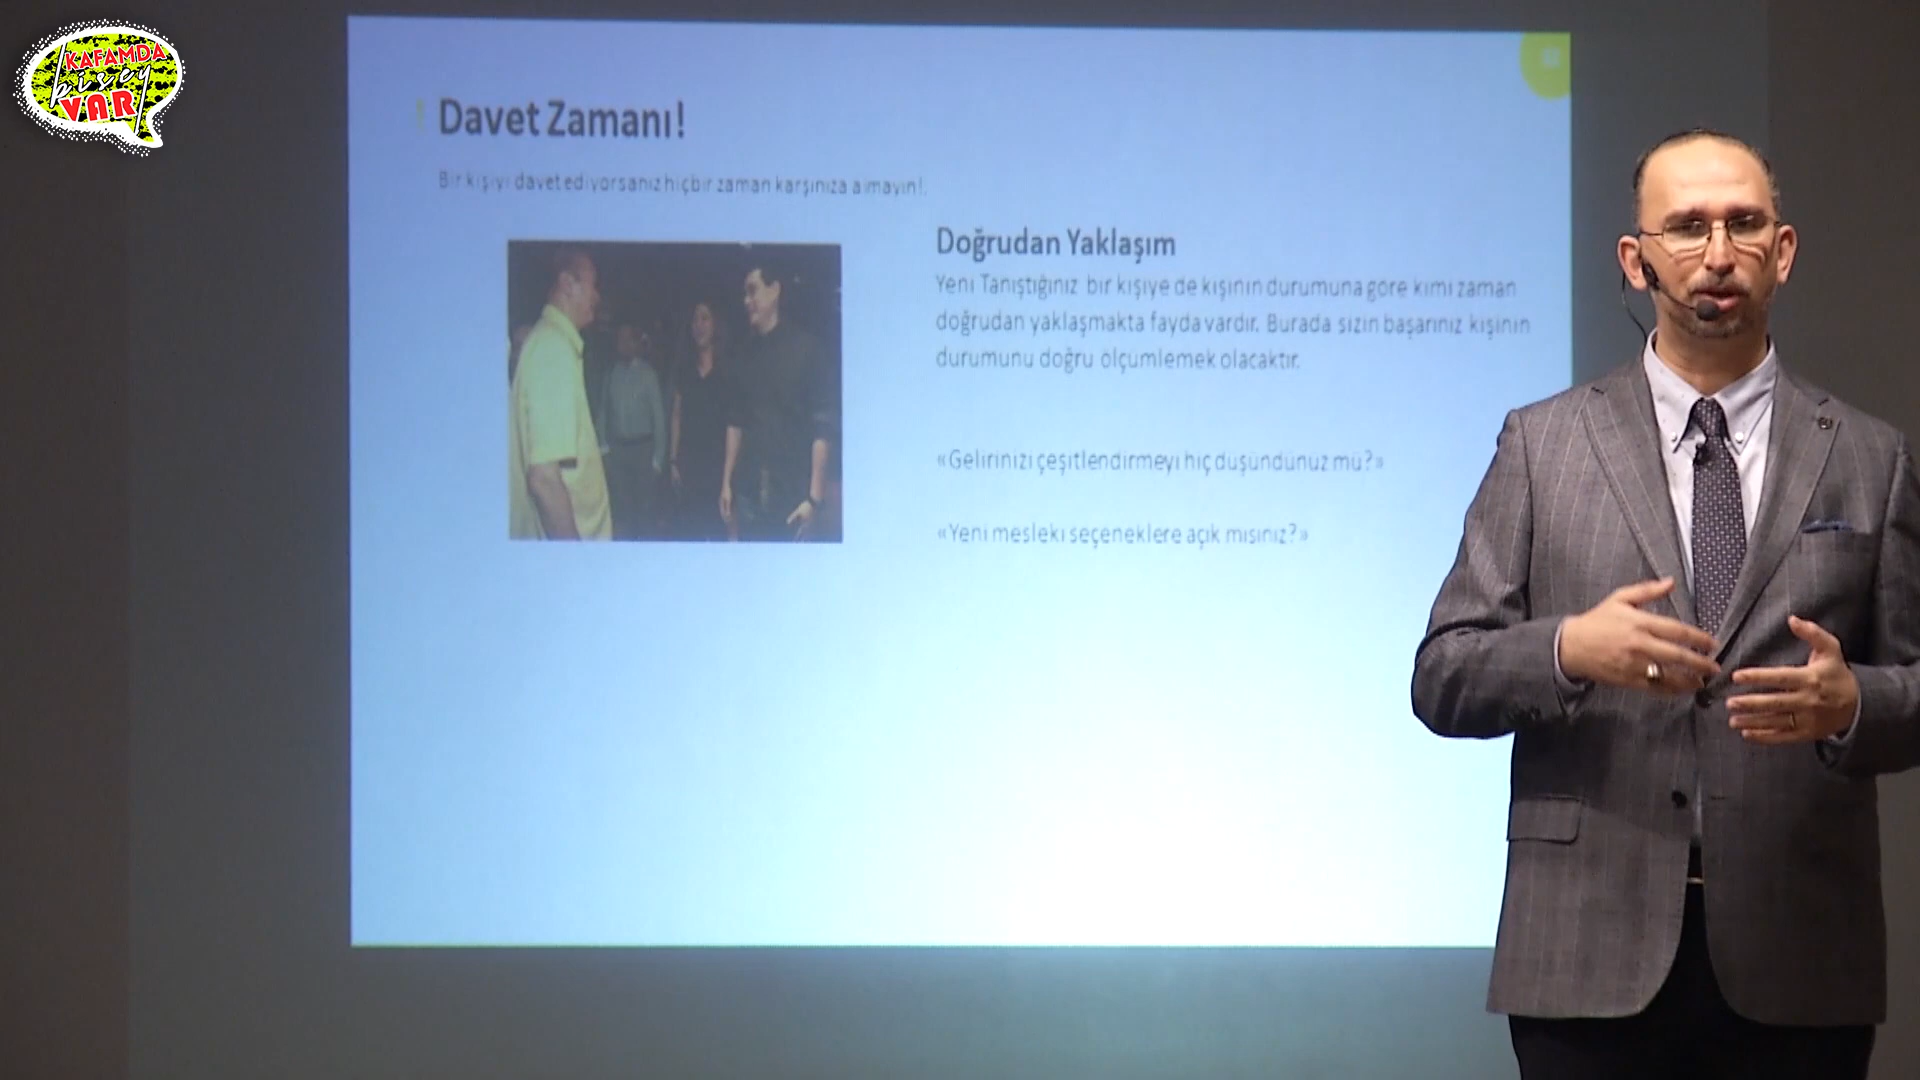 KAFAMDA
bişey
VAR!
Davet Zamanı!
Bir kişiyi davet ediyorsanız hiçbir zaman karşınıza almayın!.
Doğrudan Yaklaşım
Yeni Tanıştığınız bir kişiye de kişinin durumuna göre kimi zaman
doğrudan yaklaşmakta fayda vardır. Burada sizin başarınız kişinin
durumunu doğru ölçümlemek olacaktır.
«Gelirinizi çeşitlendirmeyi hiç düşündünüz mü?»
«Yeni mesleki seçeneklere açık mısınız?»